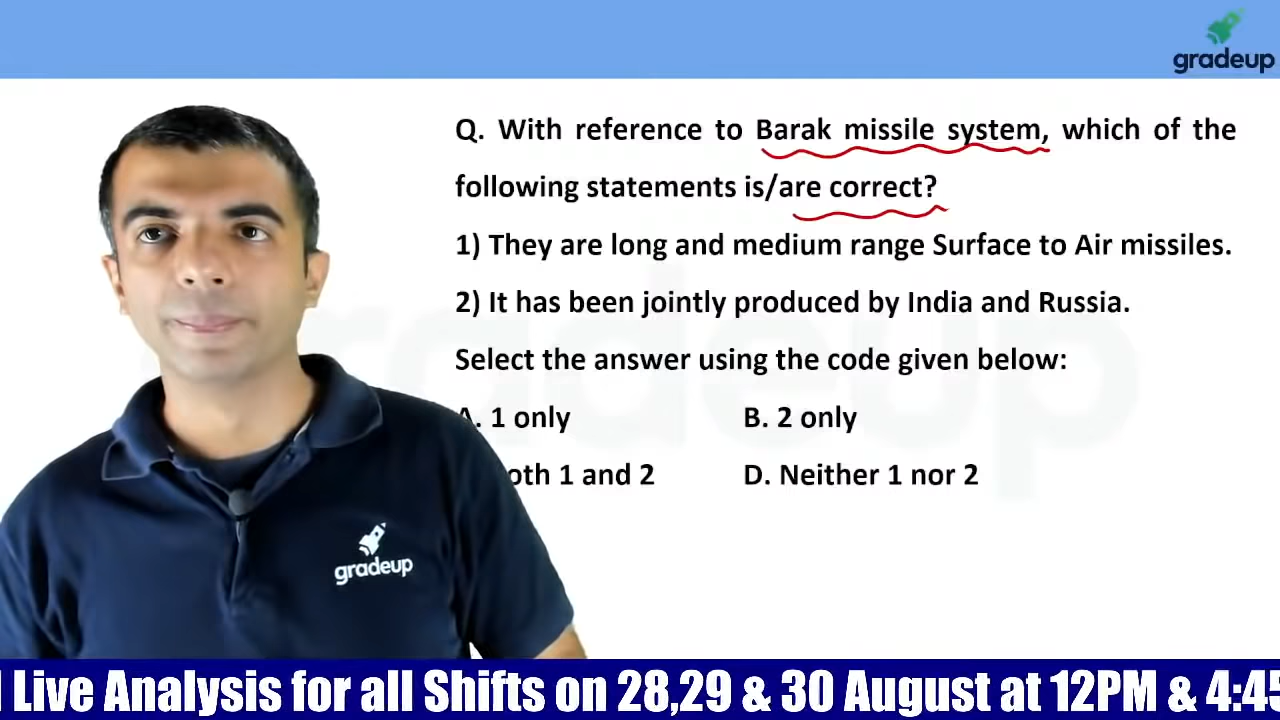 gradeup
Q. With reference to Barak missile system, which of the
following statements is/are correct?
1) They are long and medium range Surface to Air missiles.
2) It has been jointly produced by India and Russia.
Select the answer using the code given below:
. 1 only B. 2 only
oth 1 and 2 D. Neither 1 nor 2
gradeup
Live Analysis for all Shifts on 28,29 & 30 August at 12PM & 4:45